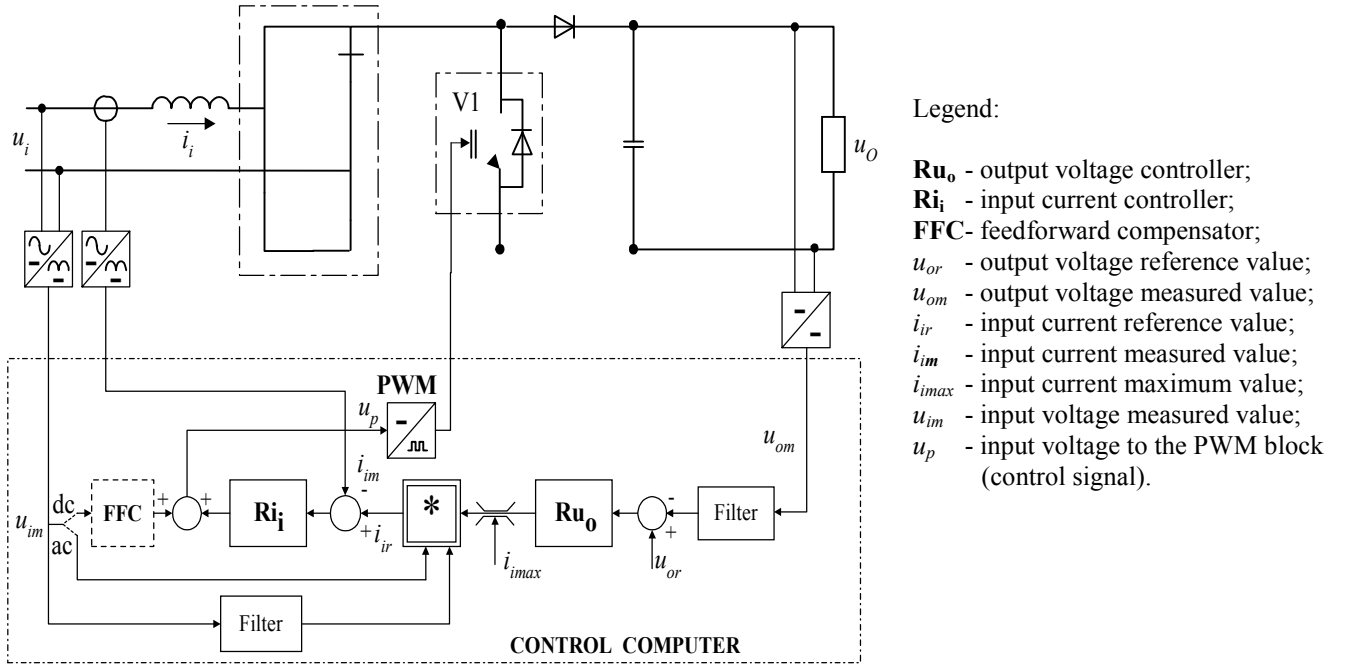 V1
u_i
i_i
u_O
Legend:
Ru_o - output voltage controller;
Ri_i - input current controller;
FFC- feedforward compensator;
u_or - output voltage reference value;
u_om - output voltage measured value;
i_ir - input current reference value;
i_im - input current measured value;
i_imax - input current maximum value;
u_im - input voltage measured value;
u_p - input voltage to the PWM block
(control signal).
PWM
u_p
u_om
i_im
dc
FFC
+
+
Ri_i
-
+
i_ir
*
Ru_o
-
+
Filter
u_im
ac
i_imax
u_or
Filter
CONTROL COMPUTER